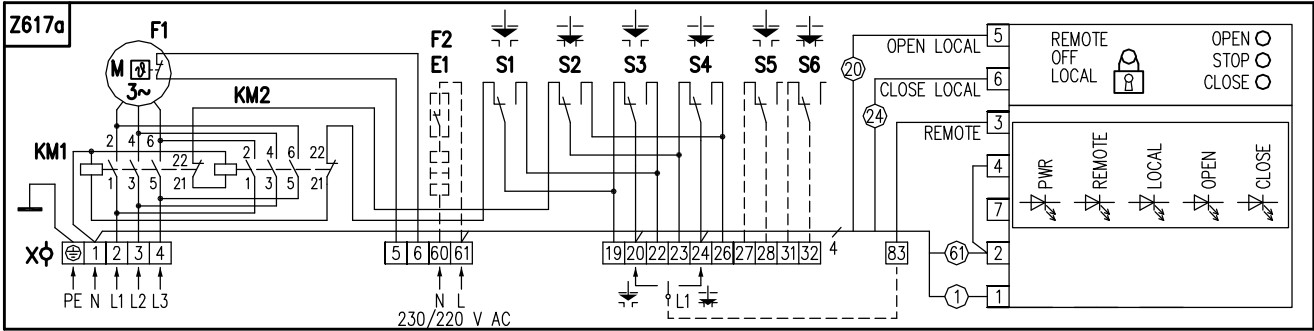 Z617a
F1
M ϑ
3~
KM2
F2
E1
S1 S2 S3 S4 S5 S6
KM1
2 4 6 22
1 3 5 21
2 4 6 22
1 3 5 21
X
1 2 3 4
PE N L1 L2 L3
5 6 60 61
N L
230/220 V AC
19 20 22 23 24 26 27 28 31 32
4
83
L1
20
24
61
1
OPEN LOCAL 5
CLOSE LOCAL 6
REMOTE 3
4
7
2
1
REMOTE
OFF
LOCAL
OPEN
STOP
CLOSE
PWR
REMOTE
LOCAL
OPEN
CLOSE